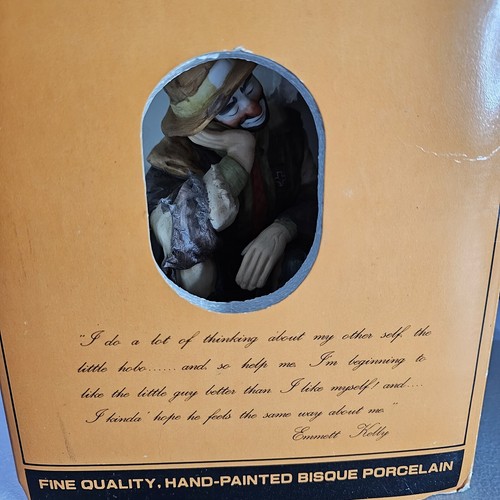 "I do a lot of thinking about my other self, the
little hobo...... and, so help me, I'm beginning to
like the little guy better than I like myself! and....
I kinda' hope he feels the same way about me."
Emmett Kelly
FINE QUALITY, HAND-PAINTED BISQUE PORCELAIN